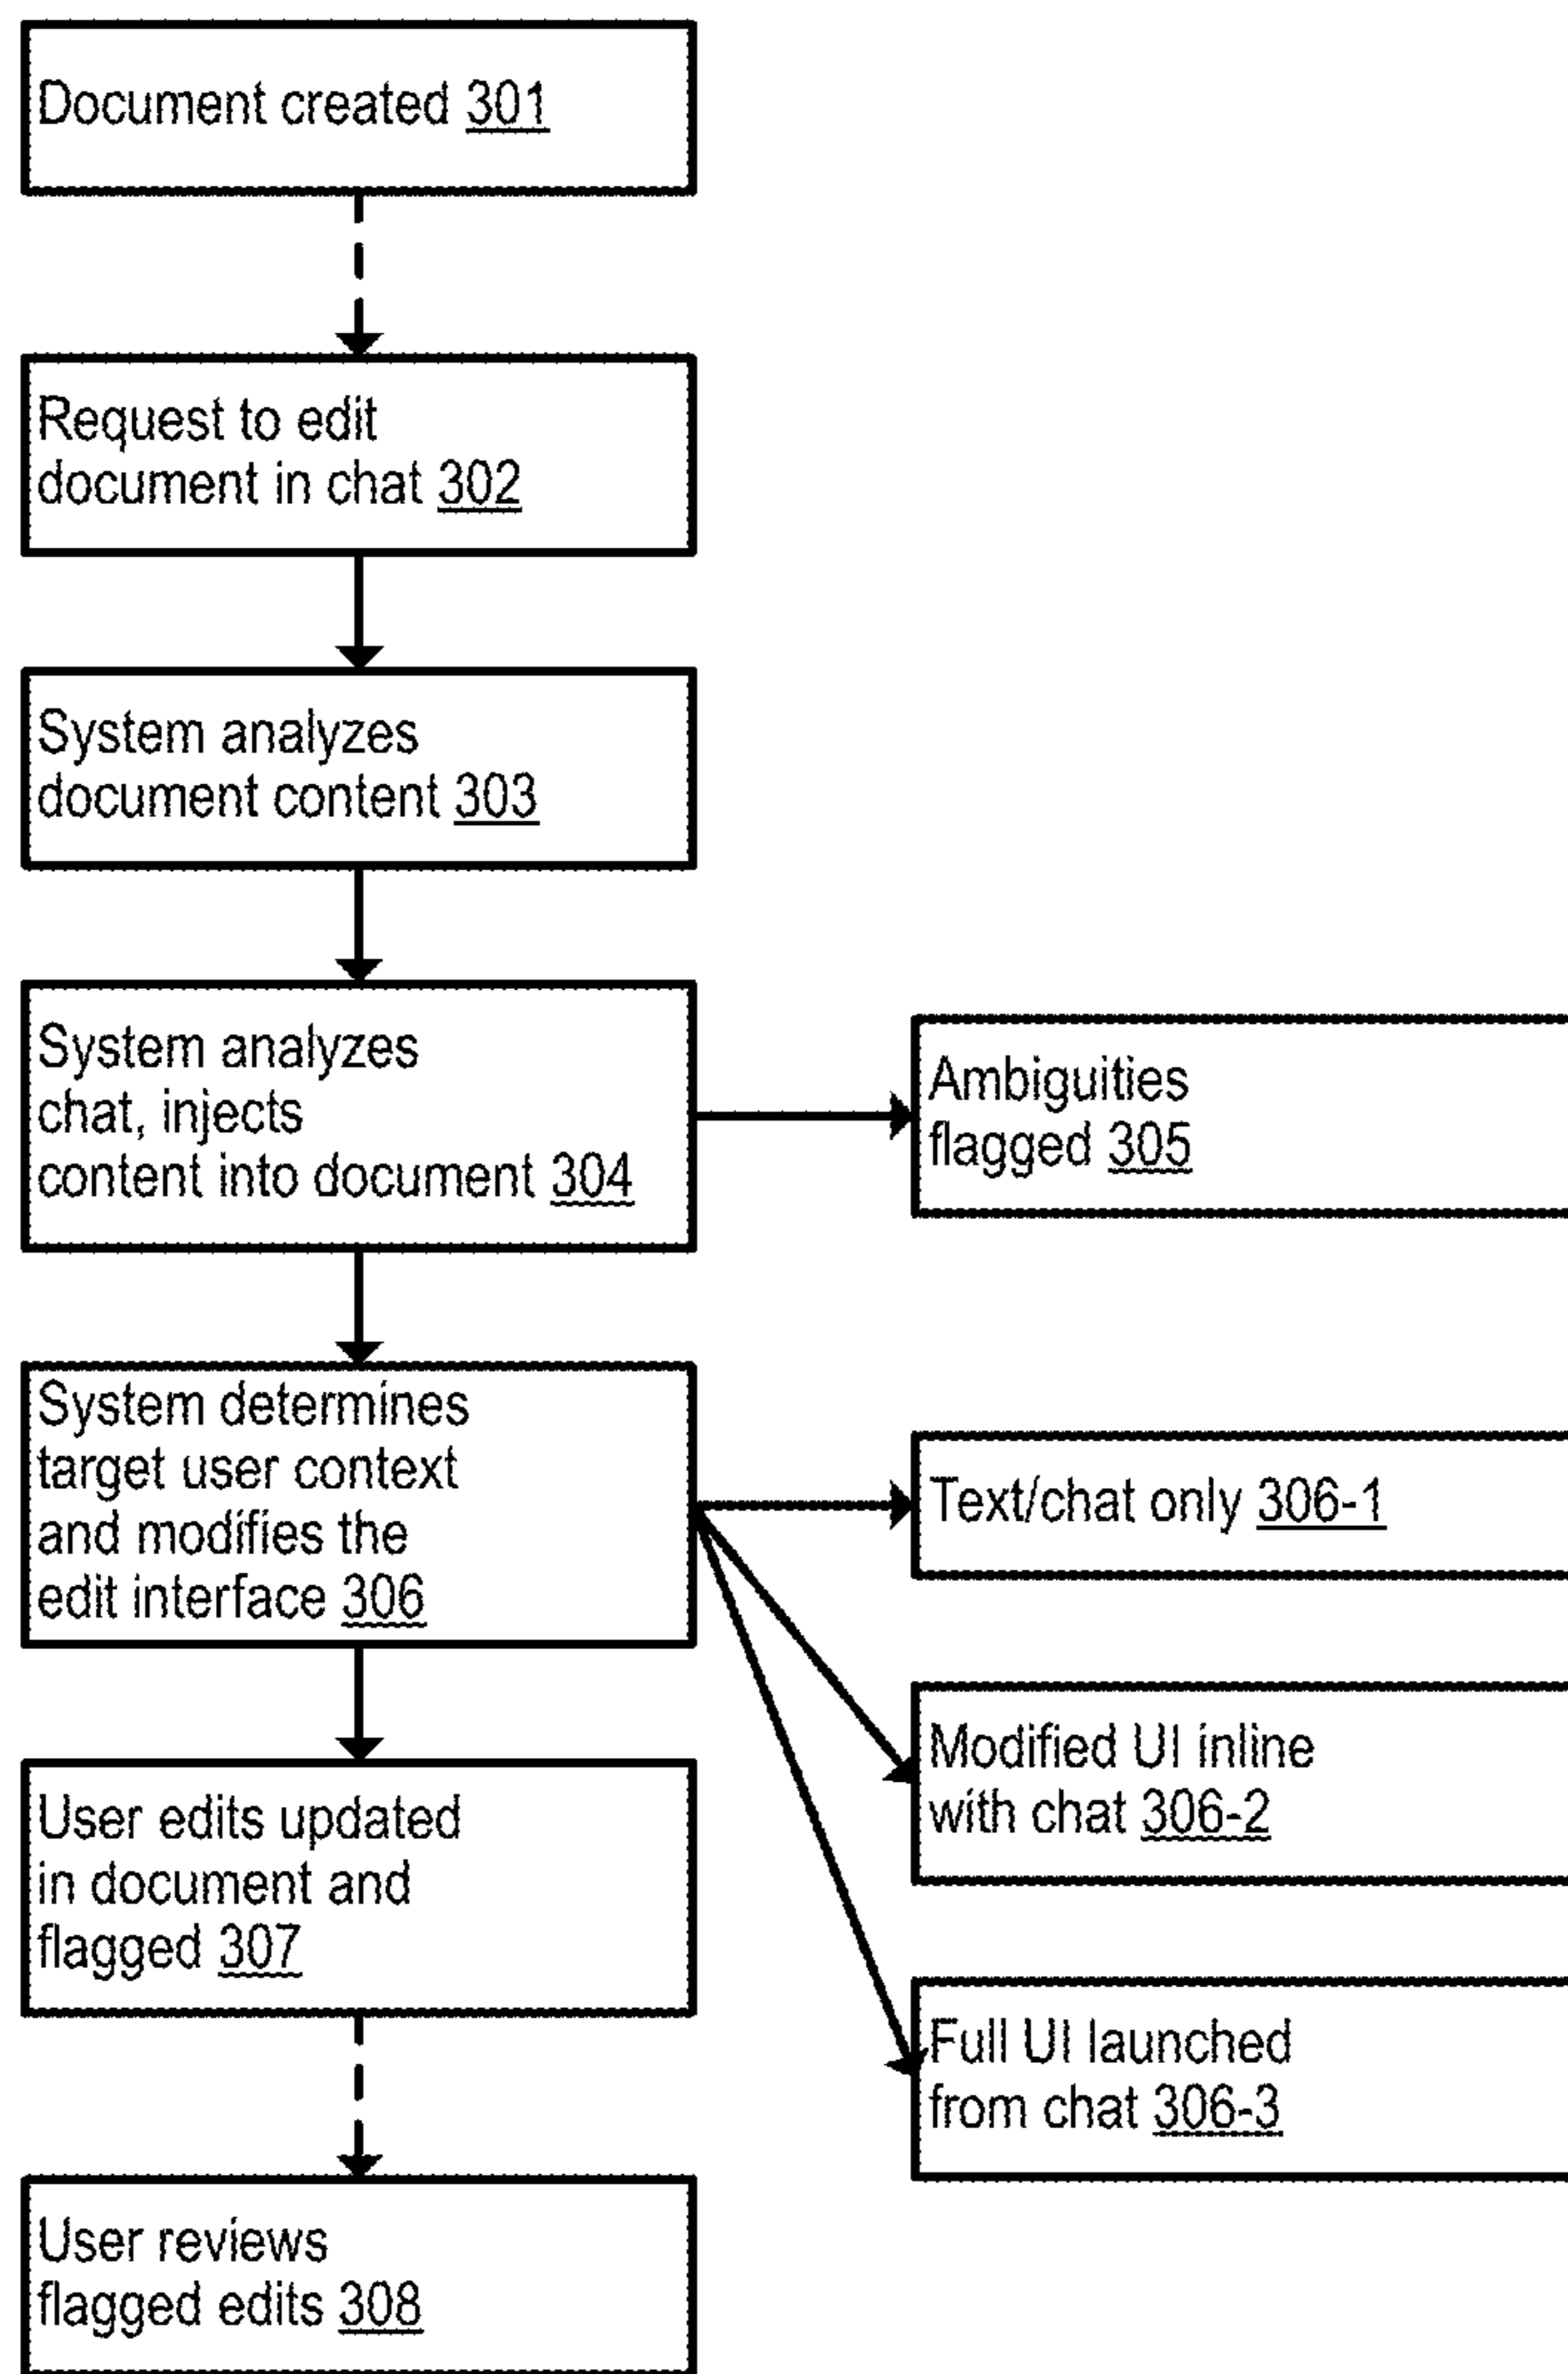 Document created 301
Request to edit
document in chat 302
System analyzes
document content 303
System analyzes
chat, injects
content into document 304
Ambiguities
flagged 305
System determines
target user context
and modifies the
edit interface 306
Text/chat only 306-1
Modified UI inline
with chat 306-2
Full UI launched
from chat 306-3
User edits updated
in document and
flagged 307
User reviews
flagged edits 308